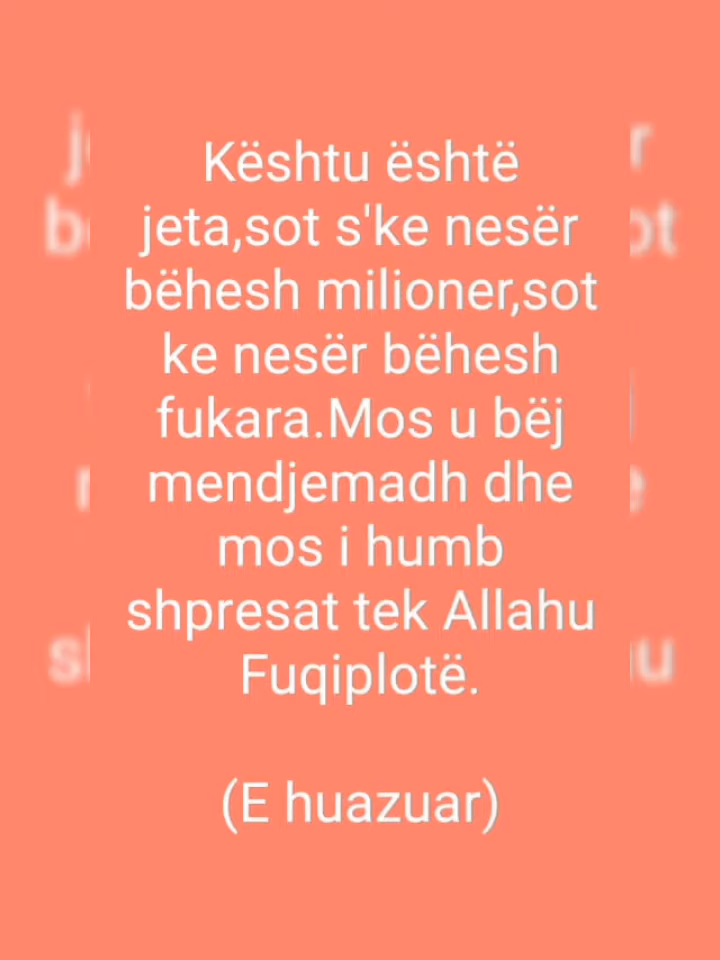 Kështu është
jeta,sot s'ke nesër
bëhesh milioner,sot
ke nesër bëhesh
fukara.Mos u bëj
mendjemadh dhe
mos i humb
shpresat tek Allahu
Fuqiplotë.
(E huazuar)